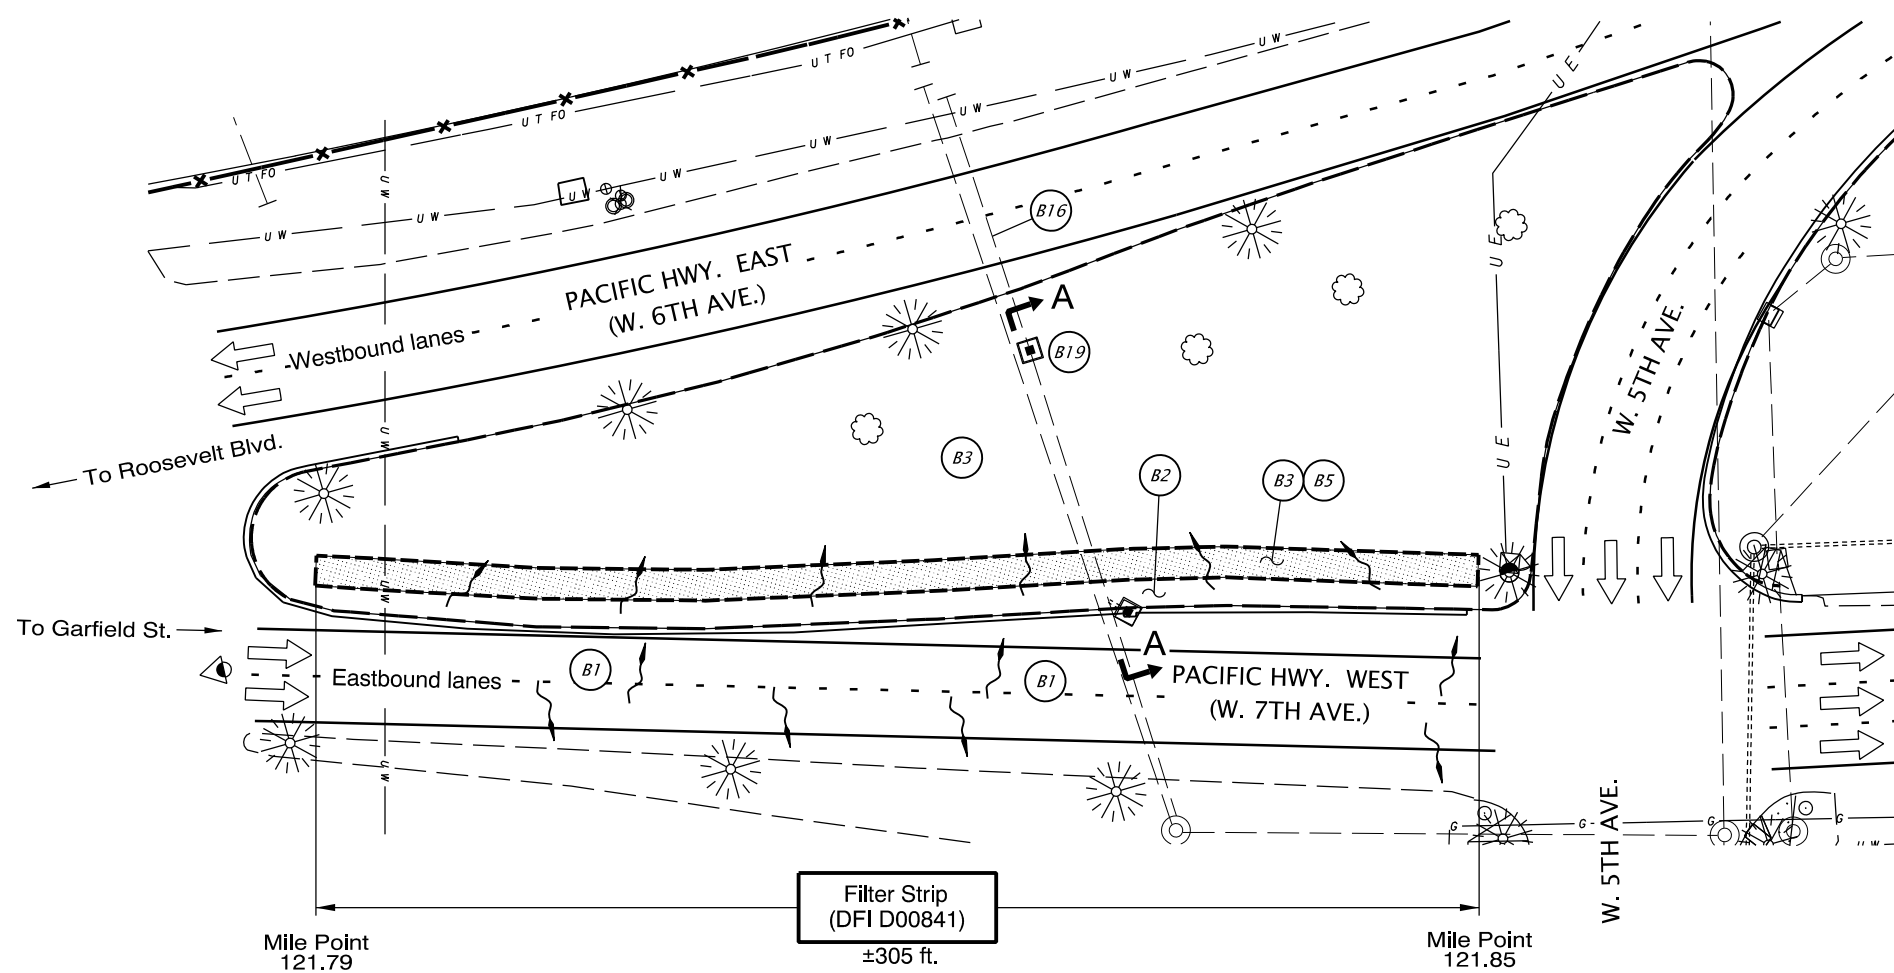 U T FO
U W
U W
U T FO
U W
U E
U T FO
U W
U W
U W
U T FO
U W
U W
U W
U W
B16
U E
PACIFIC HWY. EAST
(W. 6TH AVE.)
A
Westbound lanes
B19
W. 5TH AVE.
U W
To Roosevelt Blvd.
B3
B2
B3
B5
U E
U W
To Garfield St.
A
B1
B1
Eastbound lanes
PACIFIC HWY. WEST
(W. 7TH AVE.)
U W
W. 5TH AVE.
G
G
G
G
U W
Filter Strip
(DFI D00841)
±305 ft.
Mile Point
121.79
Mile Point
121.85